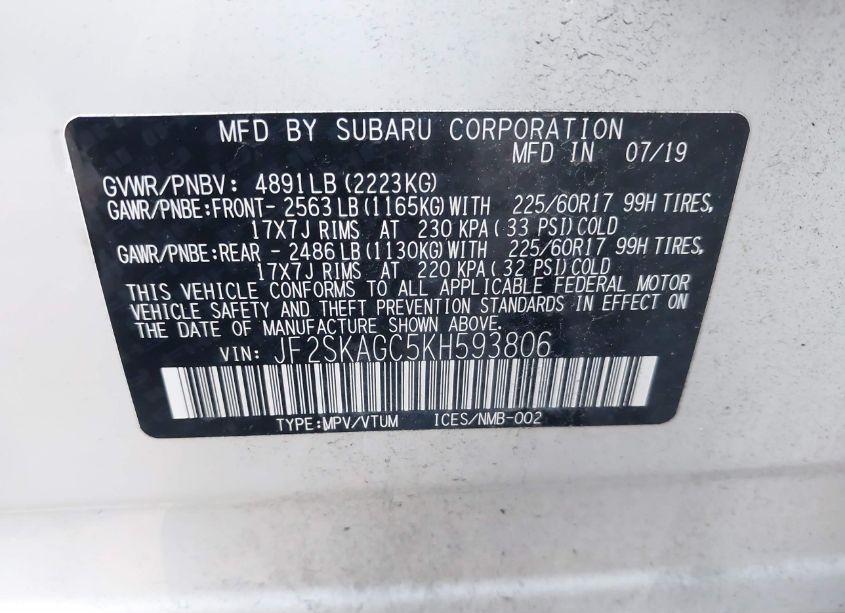 MFD BY SUBARU CORPORATION
MFD IN 07/19
GVWR/PNBV: 4891LB (2223KG)
GAWR/PNBE:FRONT- 2563LB (1165KG)WITH 225/60R17 99H TIRES,
17X7J RIMS AT 230 KPA( 33 PSI)COLD
GAWR/PNBE:REAR - 2486LB (1130KG)WITH 225/60R17 99H TIRES,
17X7J RIMS AT 220 KPA( 32 PSI)COLD
THIS VEHICLE CONFORMS TO ALL APPLICABLE FEDERAL MOTOR
VEHICLE SAFETY AND THEFT PREVENTION STANDARDS IN EFFECT ON
THE DATE OF MANUFACTURE SHOWN ABOVE.
VIN: JF2SKAGC5KH593806
TYPE:MPV/VTUM ICES/NMB-002